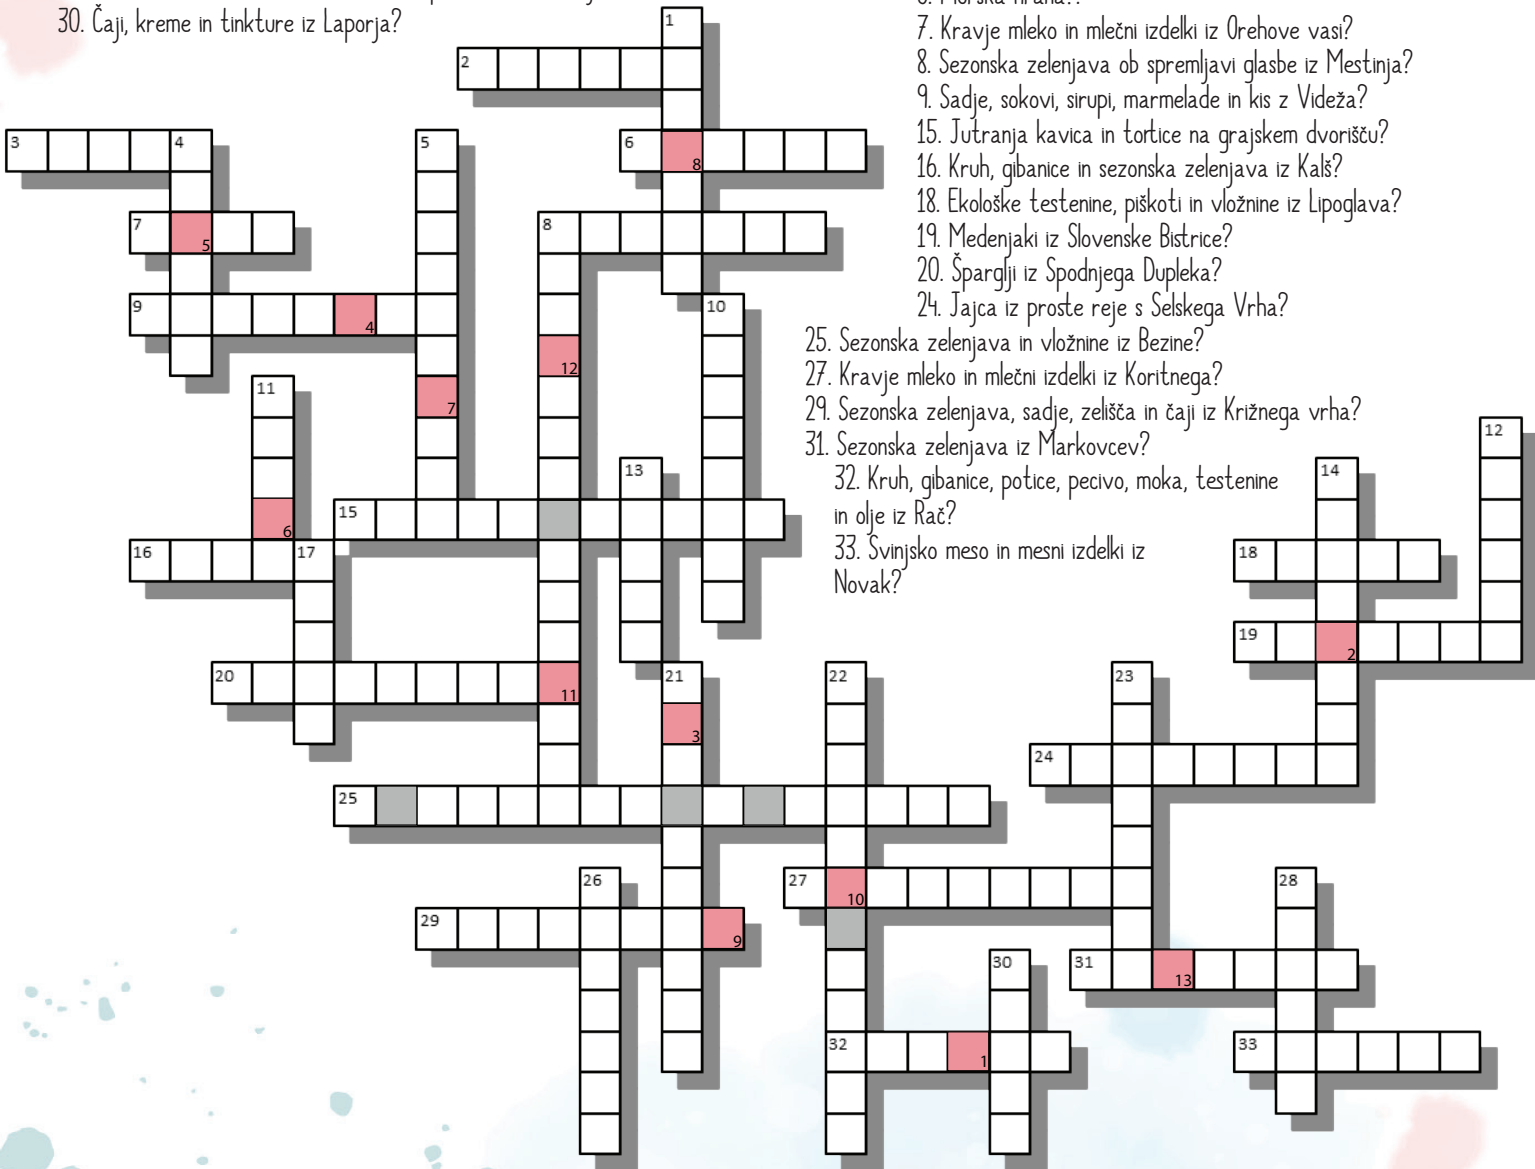 30. Čaji, kreme in tinkture iz Laporja?
7. Kravje mleko in mlečni izdelki iz Orehove vasi?
8. Sezonska zelenjava ob spremljavi glasbe iz Mestinja?
9. Sadje, sokovi, sirupi, marmelade in kis z Videža?
15. Jutranja kavica in tortice na grajskem dvorišču?
16. Kruh, gibanice in sezonska zelenjava iz Kalš?
18. Ekološke testenine, piškoti in vložnine iz Lipoglava?
19. Medenjaki iz Slovenske Bistrice?
20. Šparglji iz Spodnjega Dupleka?
24. Jajca iz proste reje s Selskega Vrha?
25. Sezonska zelenjava in vložnine iz Bezine?
27. Kravje mleko in mlečni izdelki iz Koritnega?
29. Sezonska zelenjava, sadje, zelišča in čaji iz Križnega vrha?
31. Sezonska zelenjava iz Markovcev?
32. Kruh, gibanice, potice, pecivo, moka, testenine
in olje iz Rač?
33. Svinjsko meso in mesni izdelki iz
Novak?
1
2
3 4 5 6 8
7 5 8
9 4 10
12
11 7
12
13 14
6 15
16 17 18
19 2
20 11 21 22 23
3
24
25
26 27 10 28
29 9
30 31 13
32 1 33